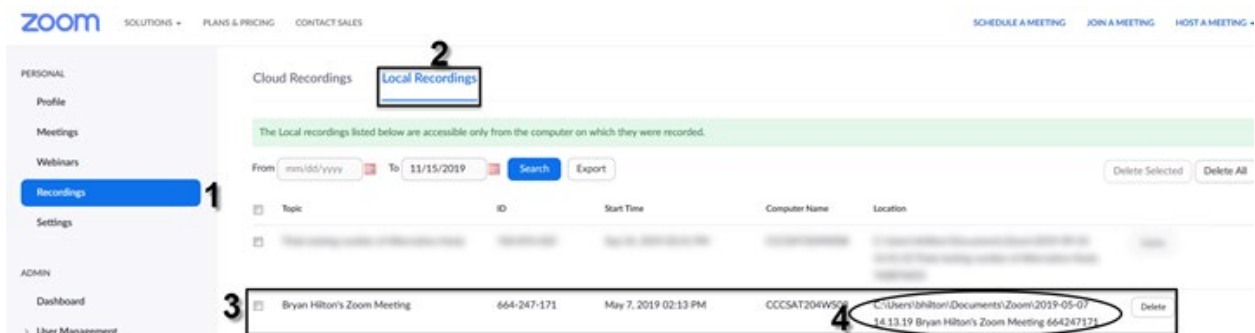 zoom SOLUTIONS PLANS & PRICING CONTACT SALES SCHEDULE A MEETING JOIN A MEETING HOST A MEETING
2
PERSONAL
Cloud Recordings Local Recordings
Profile
Meetings
The Local recordings listed below are accessible only from the computer on which they were recorded.
Webinars
From mm/dd/yyyy To 11/15/2019 Search Export Delete Selected Delete All
Recordings 1
Topic ID Start Time Computer Name Location
Settings
ADMIN
Dashboard
3 Bryan Hilton's Zoom Meeting 664-247-171 May 7, 2019 02:13 PM C:\Users\bhilton\Documents\Zoom\2019-05-07 Delete
4 14.13.19 Bryan Hilton's Zoom Meeting 664247171
User Management